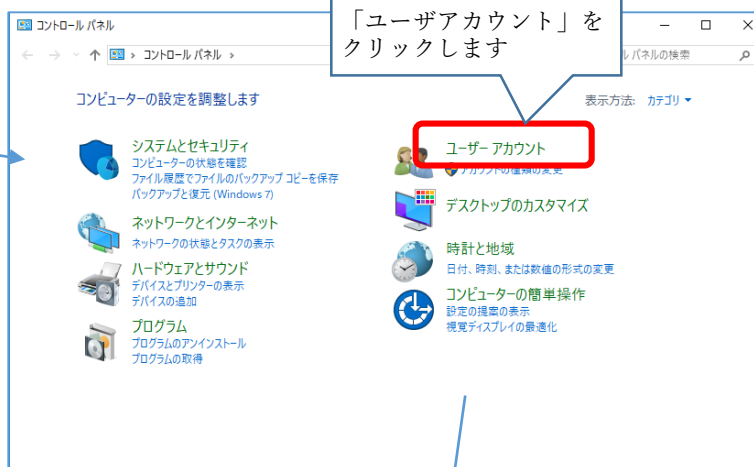 「ユーザアカウント」を
クリックします
コントロール パネル
コントロール パネル
ル パネルの検索
コンピューターの設定を調整します
表示方法: カテゴリ
システムとセキュリティ
コンピューターの状態を確認
ファイル履歴でファイルのバックアップ コピーを保存
バックアップと復元 (Windows 7)
ネットワークとインターネット
ネットワークの状態とタスクの表示
ハードウェアとサウンド
デバイスとプリンターの表示
デバイスの追加
プログラム
プログラムのアンインストール
プログラムの取得
ユーザー アカウント
アカウントの種類の変更
デスクトップのカスタマイズ
時計と地域
日付、時刻、または数値の形式の変更
コンピューターの簡単操作
設定の提案の表示
視覚ディスプレイの最適化